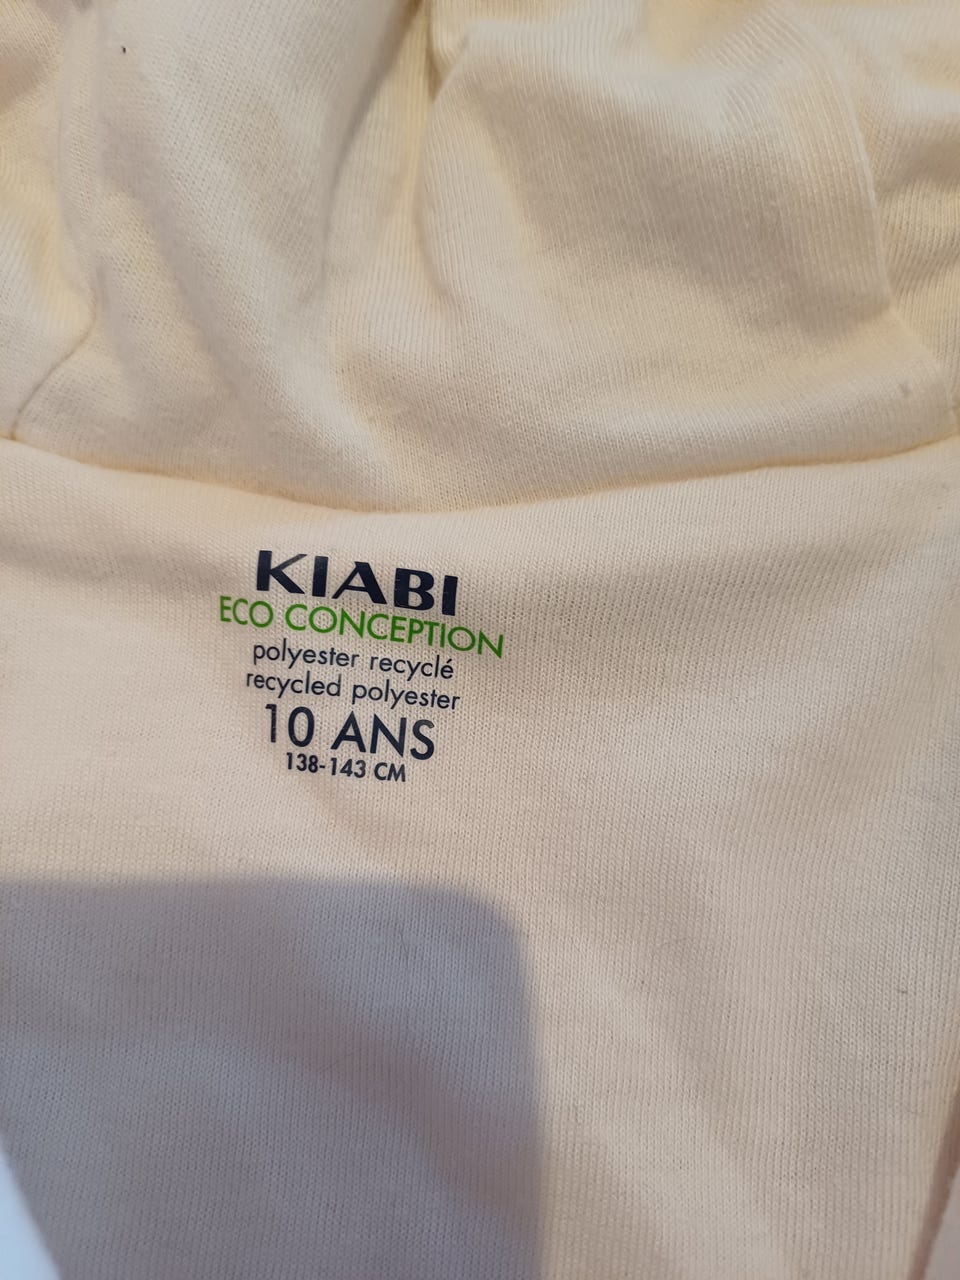 KIABI
ECO CONCEPTION
polyester recyclé
recycled polyester
10 ANS
138-143 CM